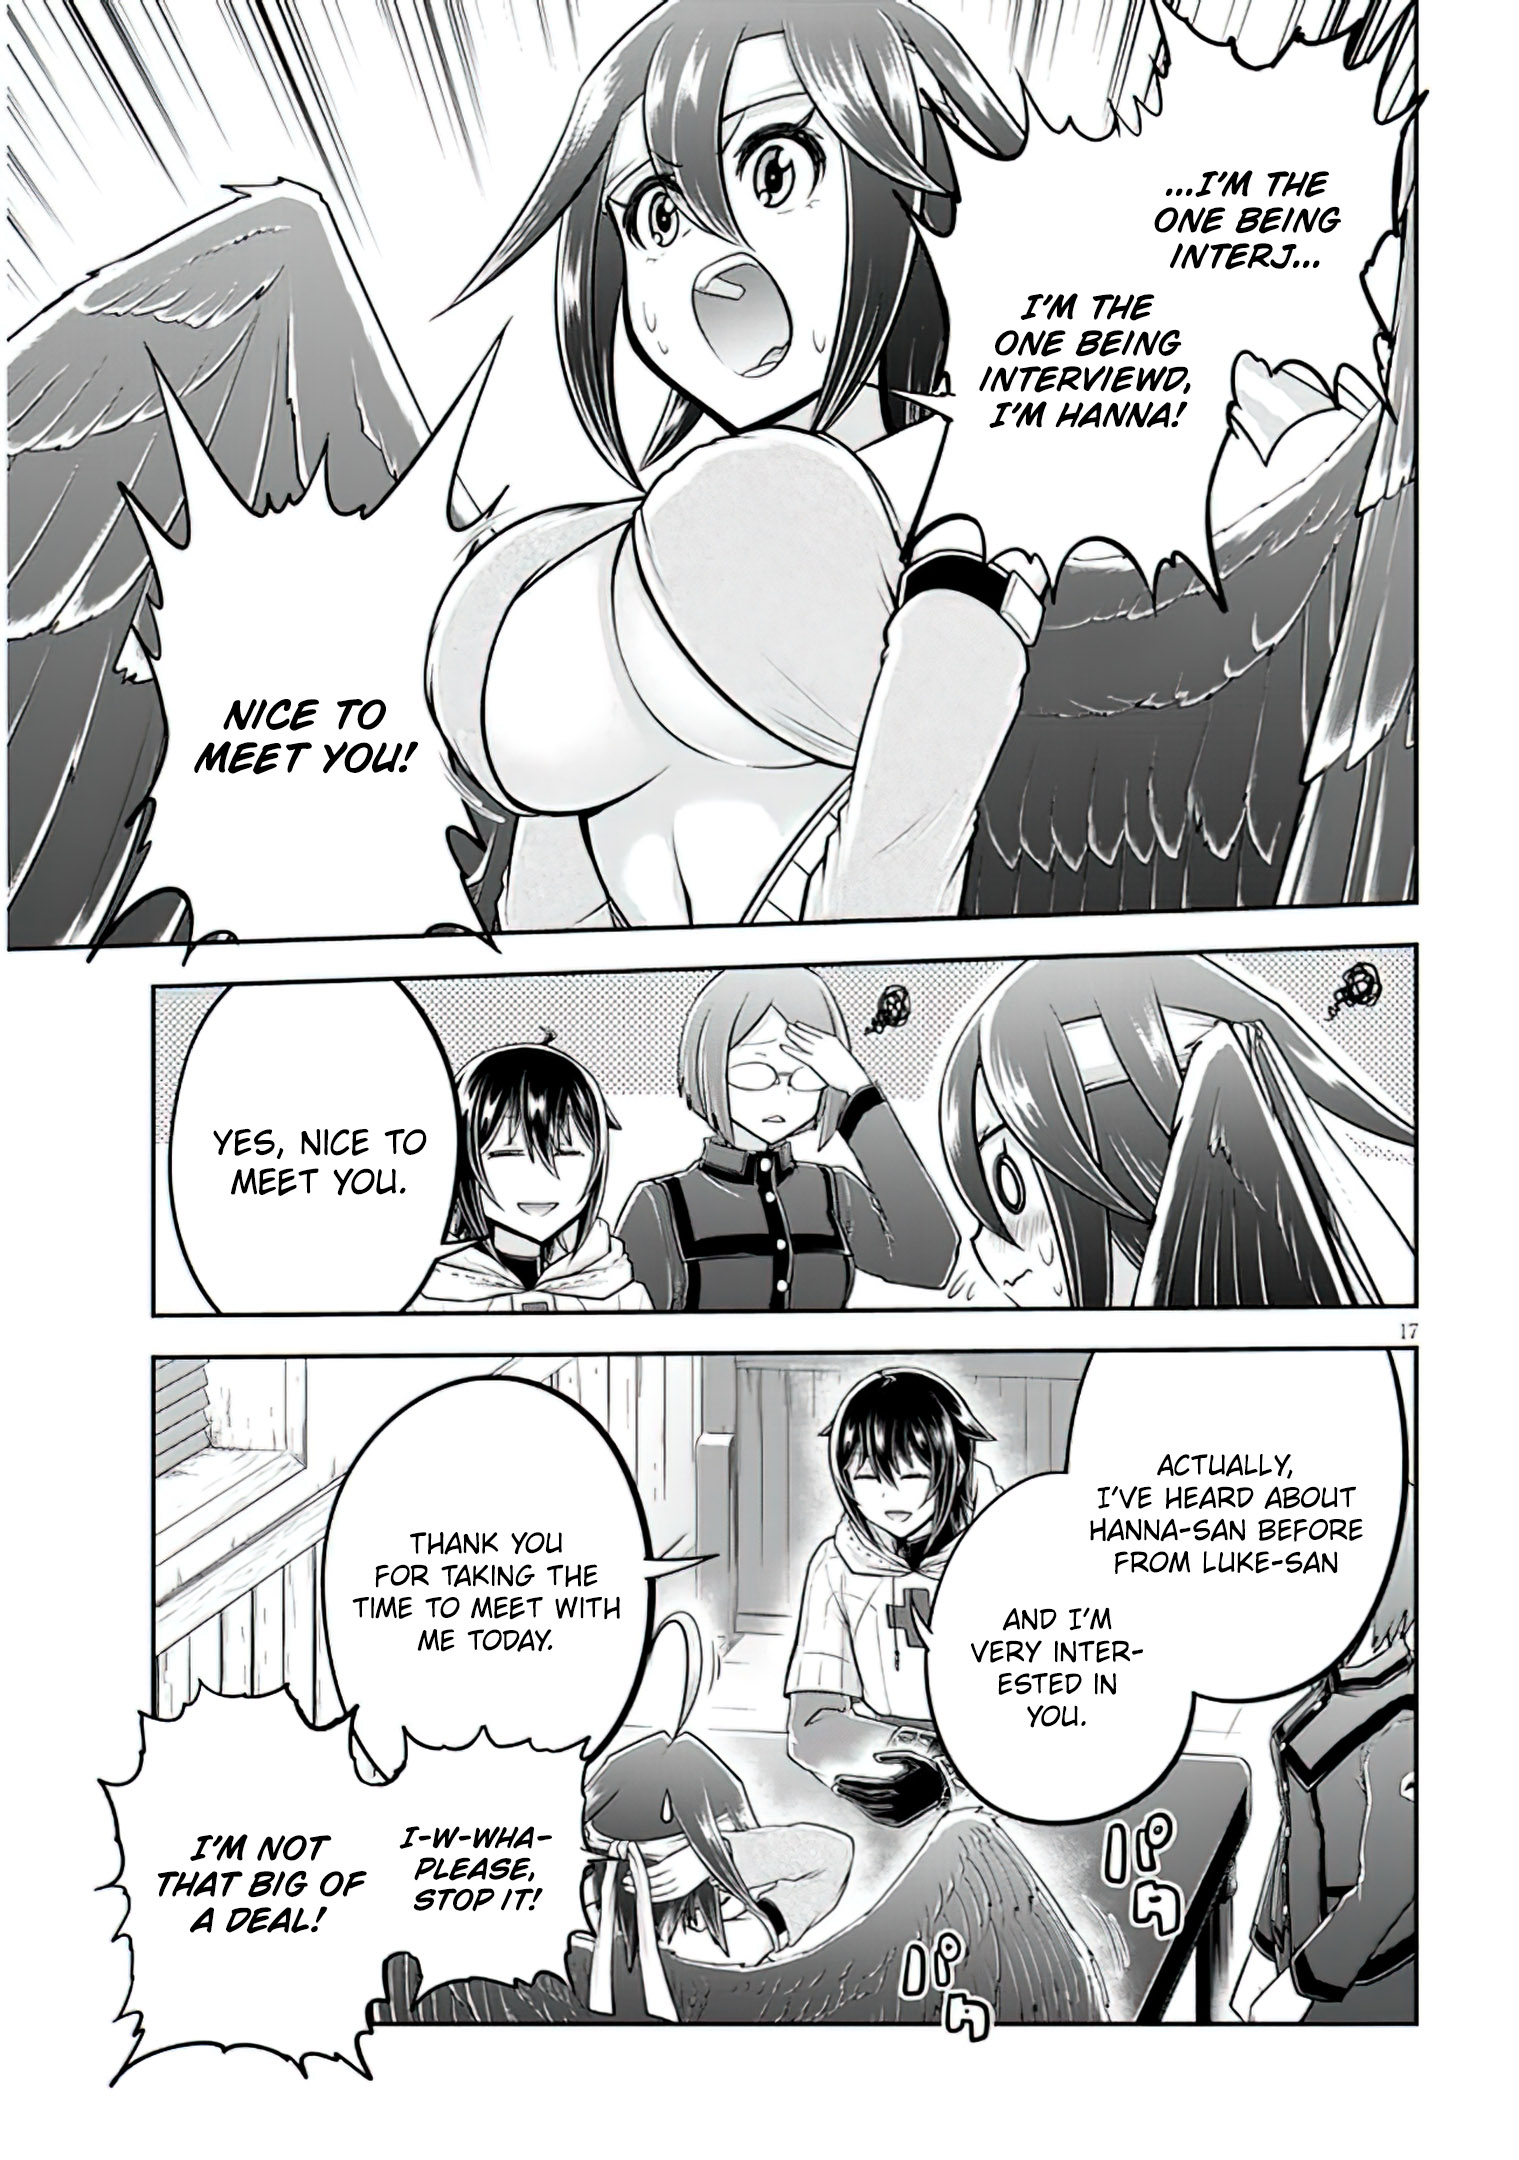 ...I'M THE
ONE BEING
INTERJ...
I'M THE
ONE BEING
INTERVIEWD,
I'M HANNA!
NICE TO
MEET YOU!
YES, NICE TO
MEET YOU.
17
ACTUALLY,
I'VE HEARD ABOUT
HANNA-SAN BEFORE
FROM LUKE-SAN
AND I'M
VERY INTER-
ESTED IN
YOU.
THANK YOU
FOR TAKING THE
TIME TO MEET WITH
ME TODAY.
I-W-WHA-
PLEASE,
STOP IT!
I'M NOT
THAT BIG OF
A DEAL!
パタ
パタ